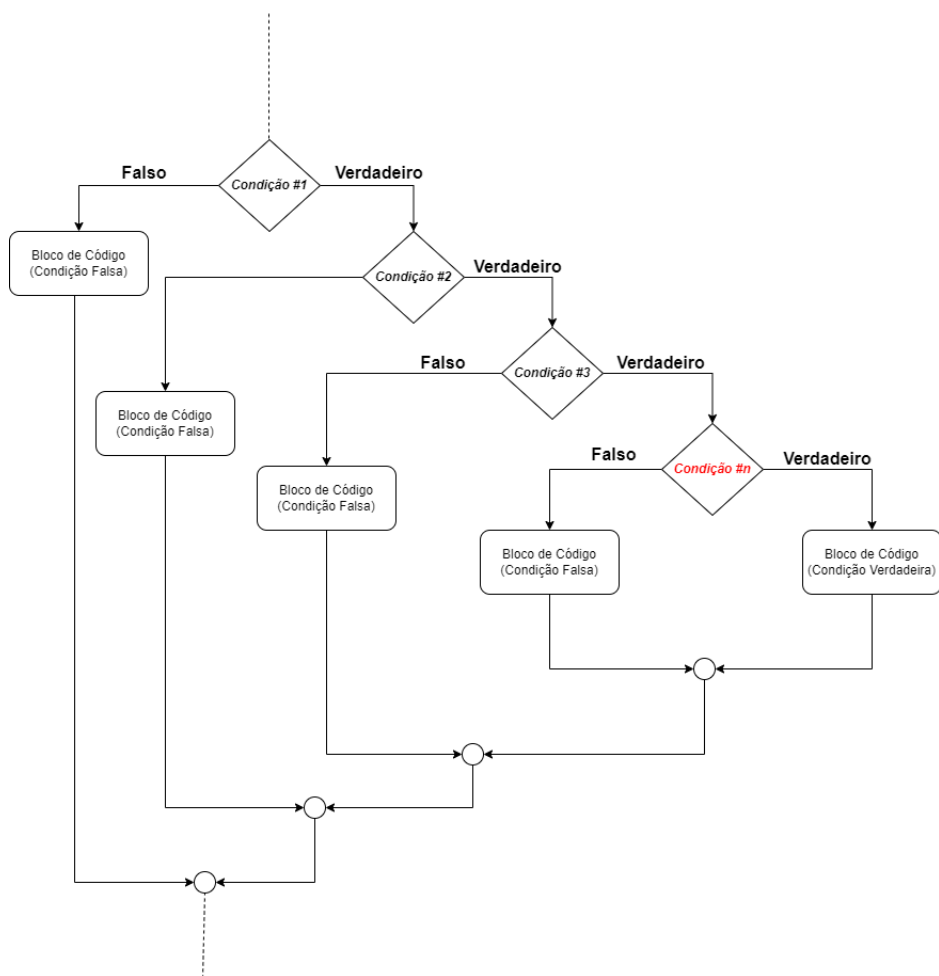 Falso
Condição #1
Verdadeiro
Bloco de Código
(Condição Falsa)
Condição #2
Verdadeiro
Falso
Condição #3
Verdadeiro
Bloco de Código
(Condição Falsa)
Falso
Condição #n
Verdadeiro
Bloco de Código
(Condição Falsa)
Bloco de Código
(Condição Falsa)
Bloco de Código
(Condição Verdadeira)